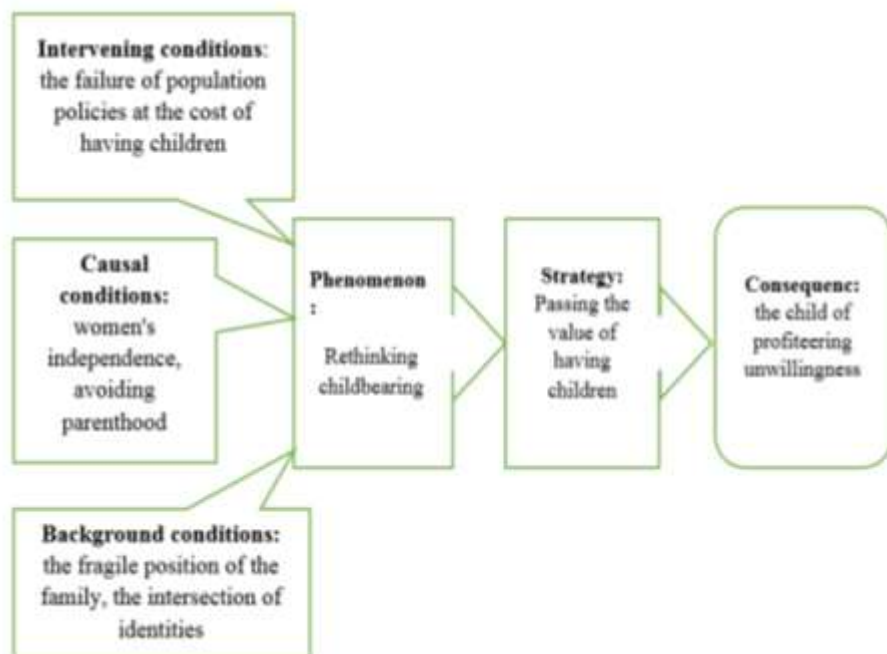 Intervening conditions:
the failure of population
policies at the cost of
having children
Causal
conditions:
women's
independence,
avoiding
parenthood
Background conditions:
the fragile position of the
family, the intersection of
identities
Phenomenon
:
Rethinking
childbearing
Strategy:
Passing the
value of
having
children
Consequenc:
the child of
profiteering
unwillingness